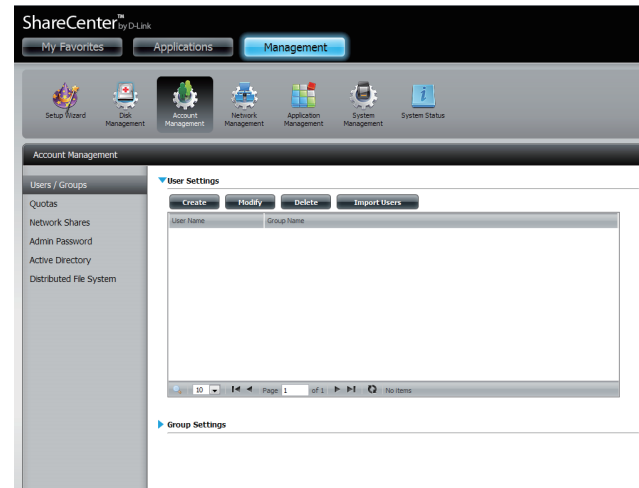 ShareCenter™ by D-Link
My Favorites Applications Management
Setup Wizard Disk Management Account Management Network Management Application Management System Management System Status
Account Management
Users / Groups
Quotas
Network Shares
Admin Password
Active Directory
Distributed File System
User Settings
Create Modify Delete Import Users
User Name Group Name
10 Page 1 of 1 No items
Group Settings